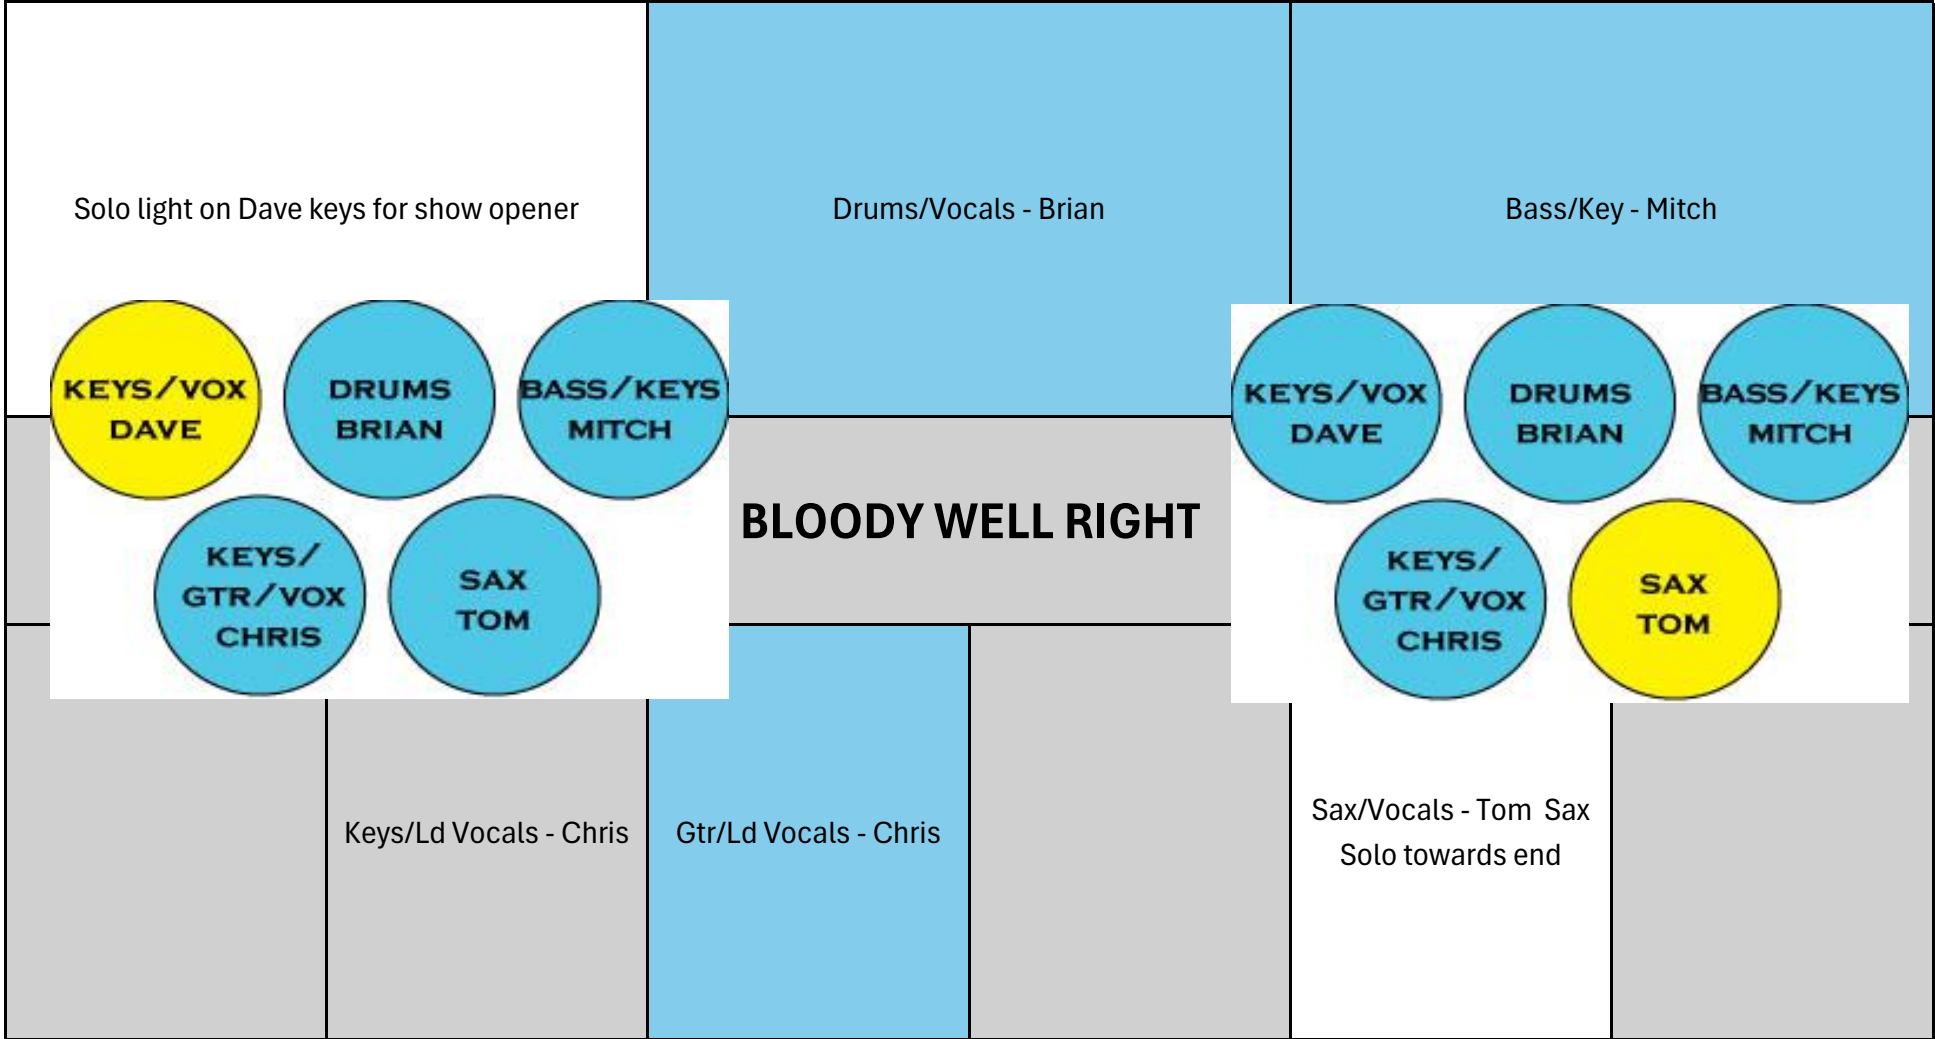 Solo light on Dave keys for show opener
Drums/Vocals - Brian
Bass/Key - Mitch
KEYS/VOX
DAVE
DRUMS
BRIAN
BASS/KEYS
MITCH
KEYS/
GTR/VOX
CHRIS
SAX
TOM
BLOODY WELL RIGHT
KEYS/VOX
DAVE
DRUMS
BRIAN
BASS/KEYS
MITCH
KEYS/
GTR/VOX
CHRIS
SAX
TOM
Keys/Ld Vocals - Chris
Gtr/Ld Vocals - Chris
Sax/Vocals - Tom  Sax
Solo towards end